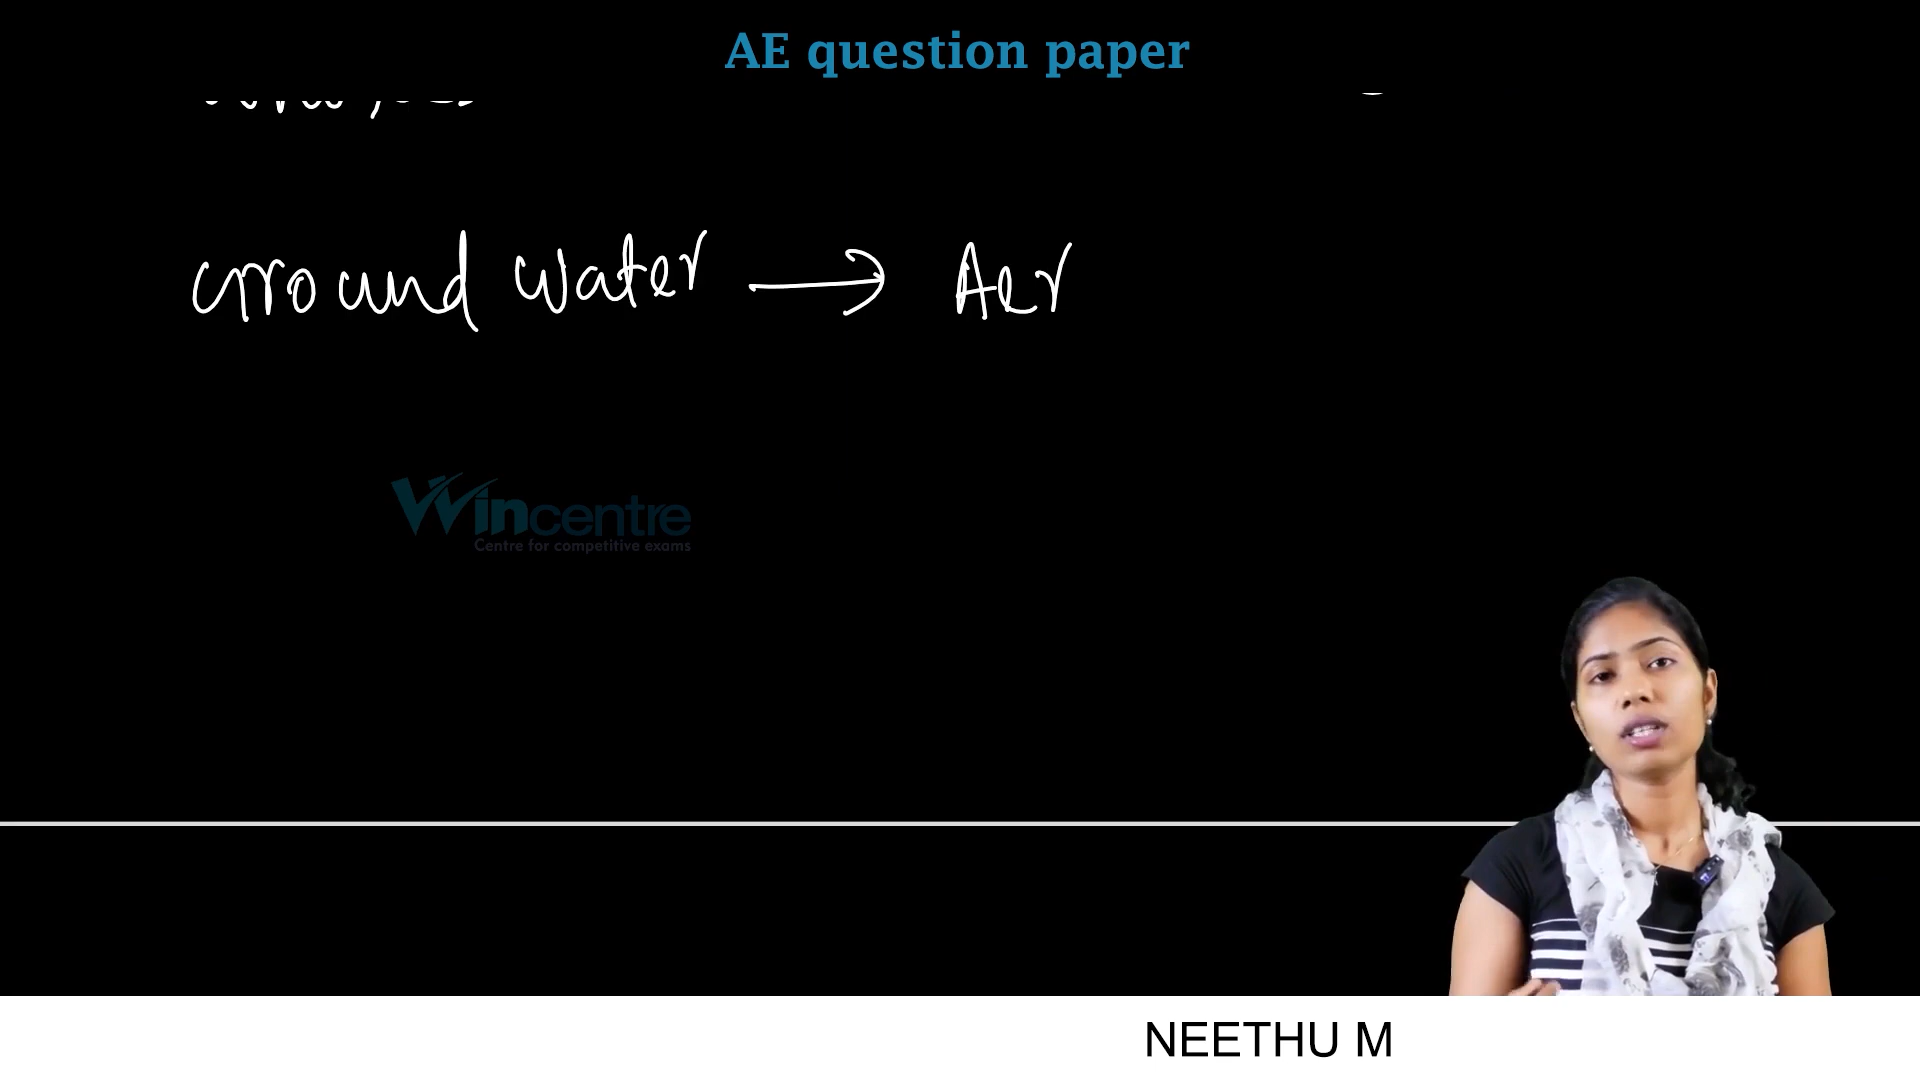 AE question paper
Ground water → Aer
Wincentre
Centre for competitive exams
NEETHU M